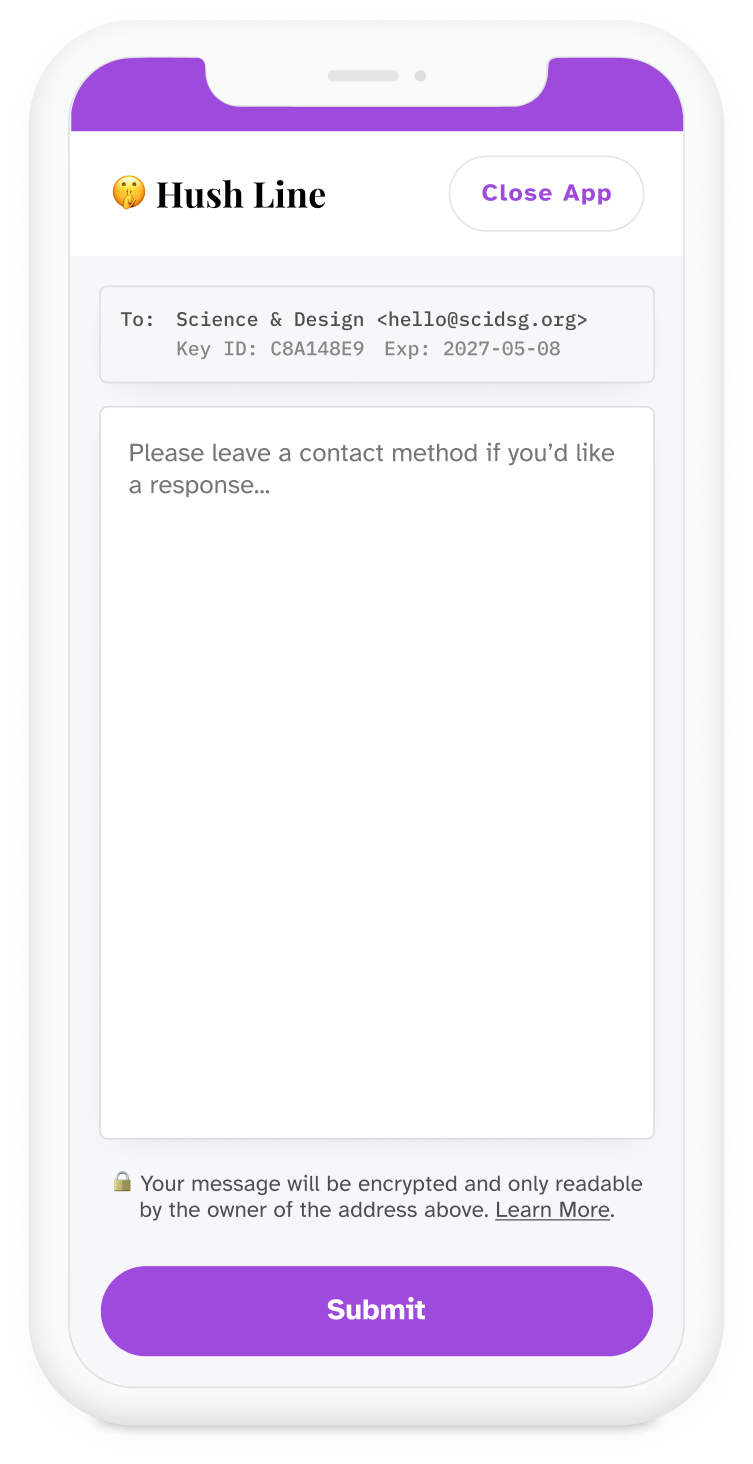 🤫 Hush Line
Close App
To: Science & Design <hello@scidsg.org>
Key ID: C8A148E9 Exp: 2027-05-08
Please leave a contact method if you’d like
a response…
🔒 Your message will be encrypted and only readable
by the owner of the address above. Learn More.
Submit